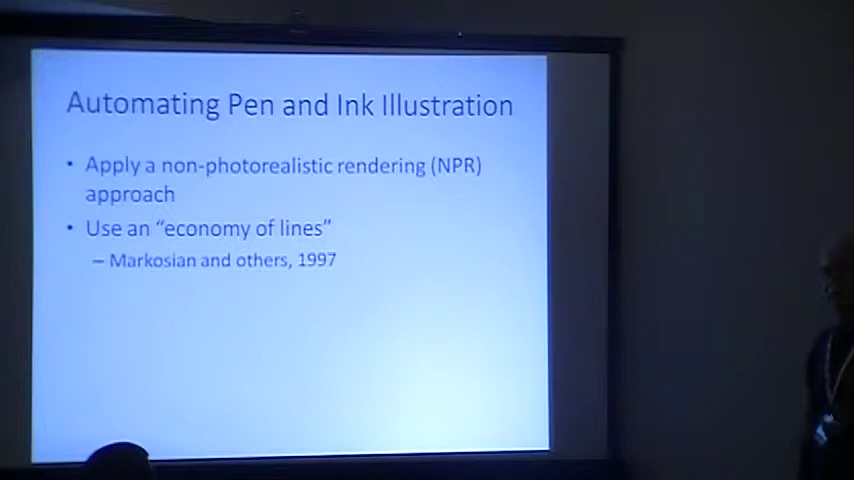 Automating Pen and Ink Illustration
• Apply a non-photorealistic rendering (NPR)
approach
• Use an “economy of lines”
– Markosian and others, 1997